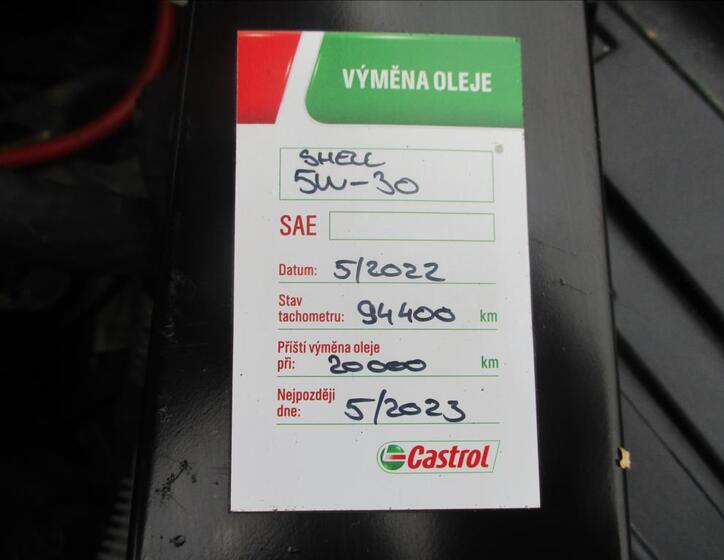 VÝMĚNA OLEJE
SHELL
5W-30
SAE
Datum: 5/2022
Stav
tachometru: 94400 km
Příští výměna oleje
při: 20000 km
Nejpozději
dne: 5/2023
Castrol